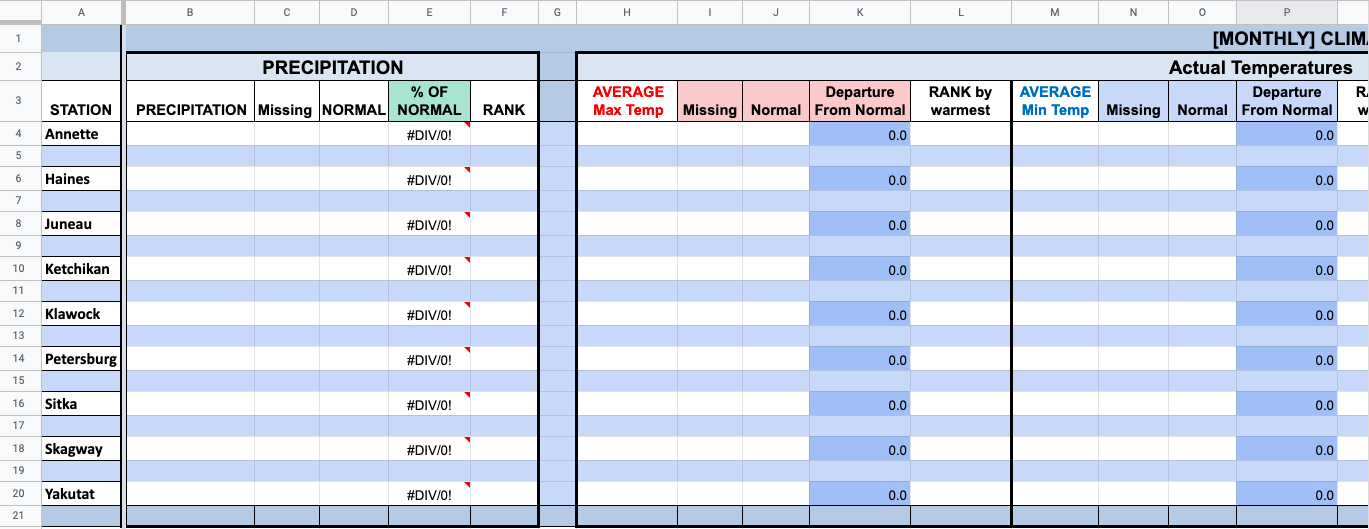 A B C D E F G H I J K L M N O P
1 [MONTHLY] CLIM
2 PRECIPITATION Actual Temperatures
3 STATION PRECIPITATION Missing NORMAL % OF NORMAL RANK AVERAGE Max Temp Missing Normal Departure From Normal RANK by warmest AVERAGE Min Temp Missing Normal Departure From Normal
4 Annette #DIV/0! 0.0 0.0
5
6 Haines #DIV/0! 0.0 0.0
7
8 Juneau #DIV/0! 0.0 0.0
9
10 Ketchikan #DIV/0! 0.0 0.0
11
12 Klawock #DIV/0! 0.0 0.0
13
14 Petersburg #DIV/0! 0.0 0.0
15
16 Sitka #DIV/0! 0.0 0.0
17
18 Skagway #DIV/0! 0.0 0.0
19
20 Yakutat #DIV/0! 0.0 0.0
21